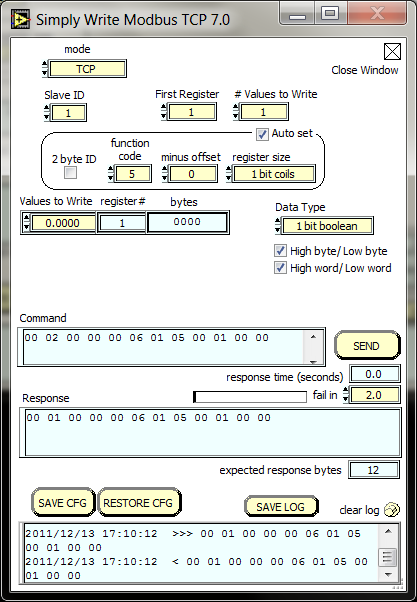 Simply Write Modbus TCP 7.0
mode
TCP
Close Window
Slave ID
First Register
# Values to Write
1
1
1
Auto set
2 byte ID
function
code
minus offset
register size
5
0
1 bit coils
Values to Write
register#
bytes
Data Type
0.0000
1
0000
1 bit boolean
High byte/ Low byte
High word/ Low word
Command
00 02 00 00 00 06 01 05 00 01 00 00
SEND
response time (seconds)
0.0
Response
fail in
2.0
00 01 00 00 00 06 01 05 00 01 00 00
expected response bytes
12
SAVE CFG
RESTORE CFG
SAVE LOG
clear log
2011/12/13 17:10:12 >>> 00 01 00 00 00 06 01 05
00 01 00 00
2011/12/13 17:10:12 < 00 01 00 00 00 06 01 05 00
01 00 00